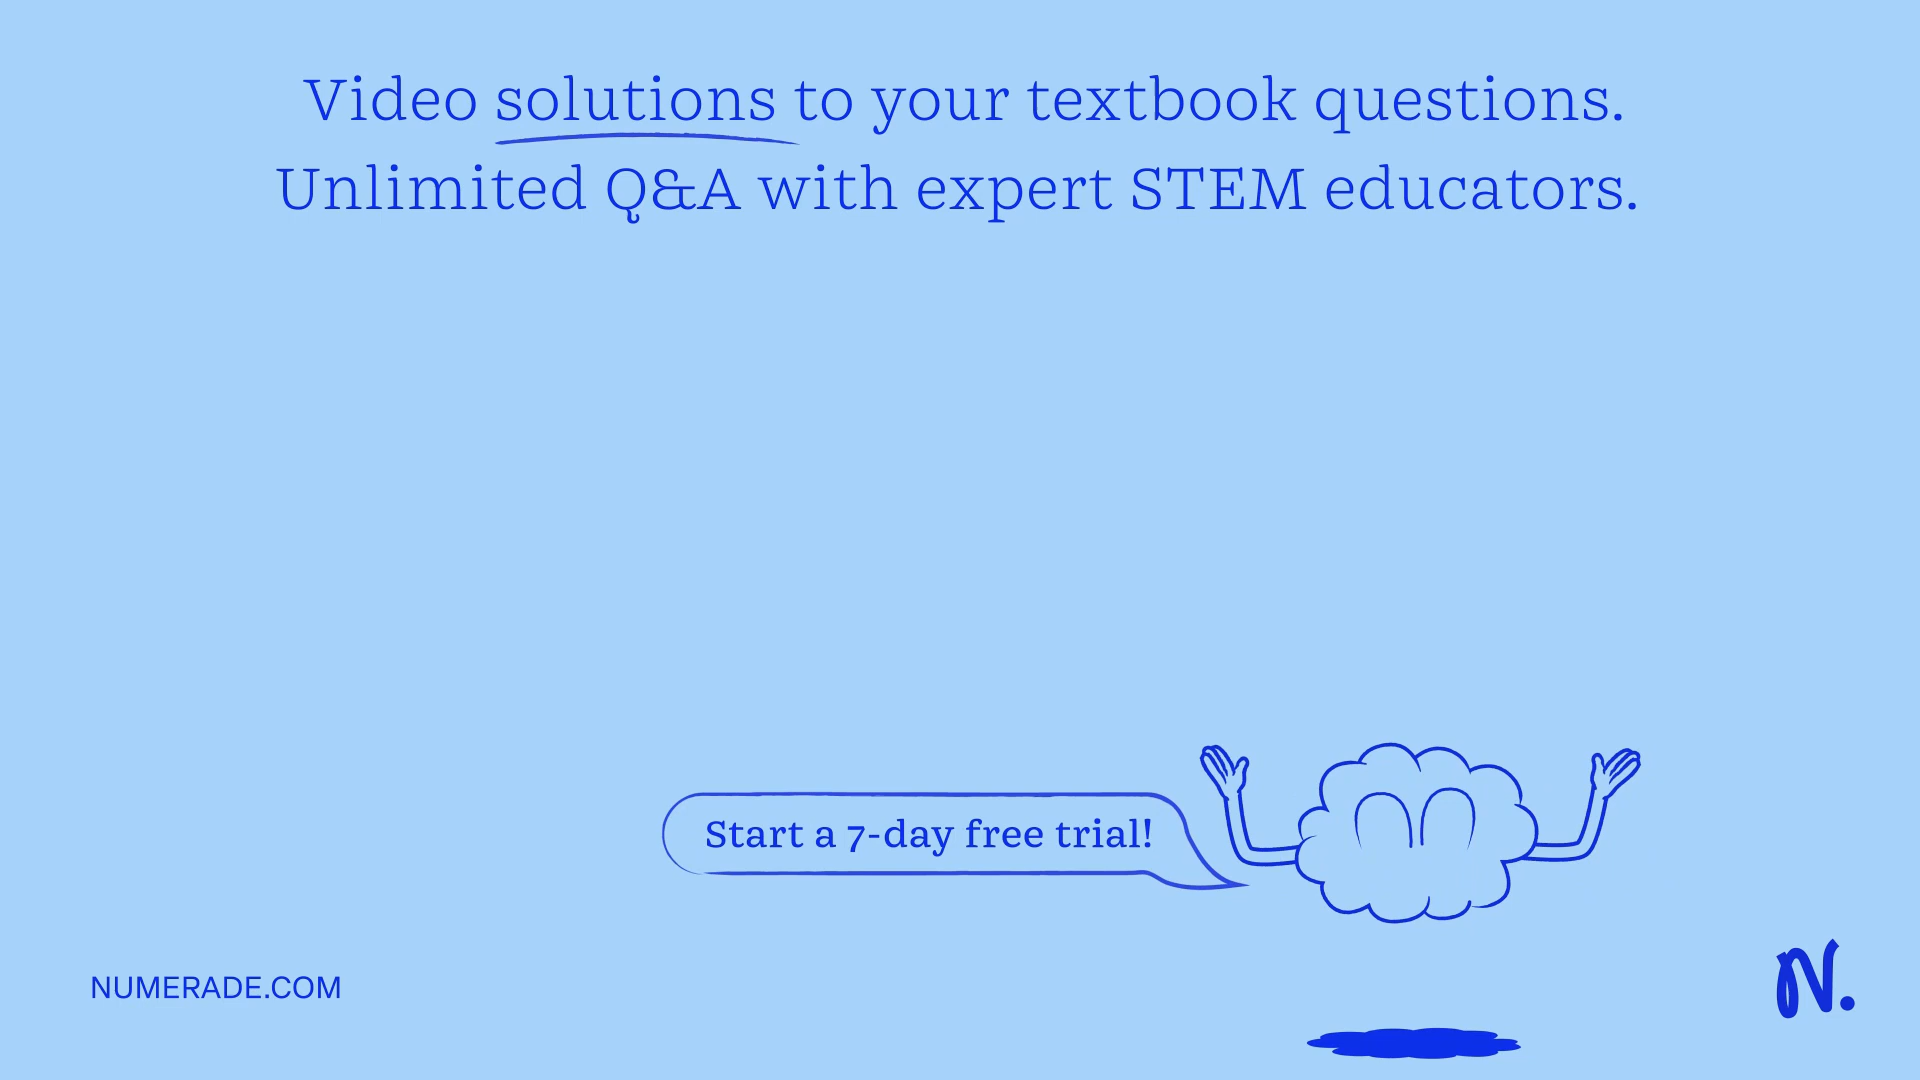 Video solutions to your textbook questions.
Unlimited Q&A with expert STEM educators.
Start a 7-day free trial!
NUMERADE.COM
N.